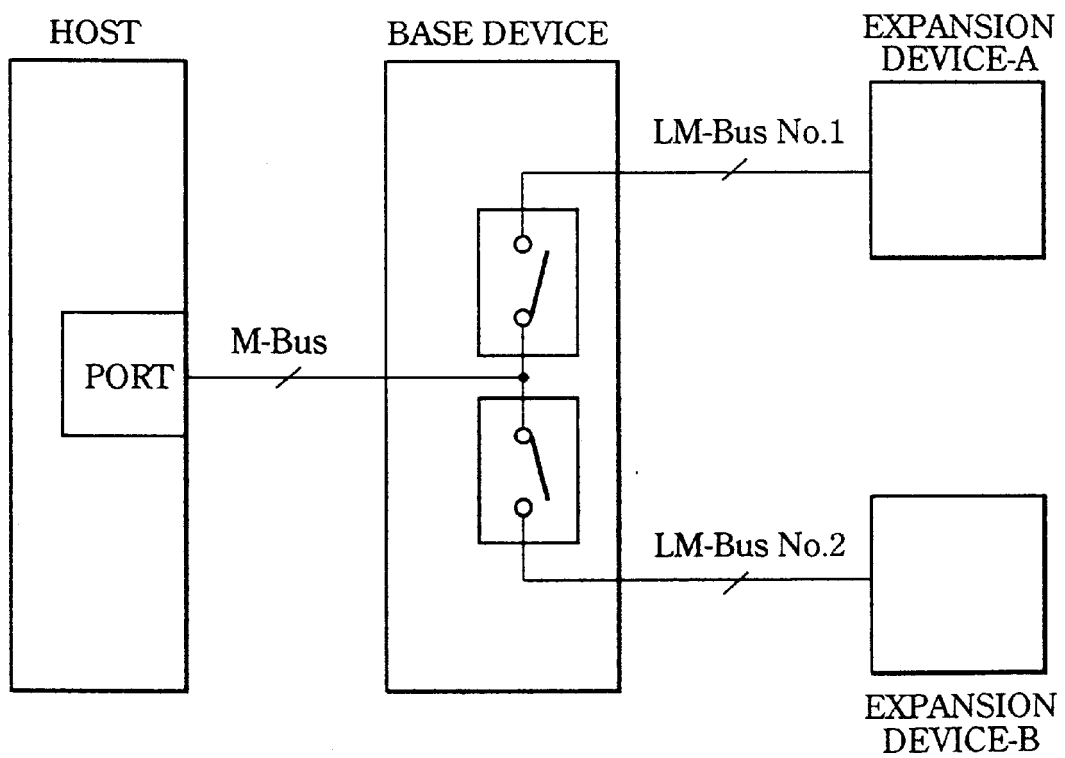 HOST
BASE DEVICE
EXPANSION
DEVICE-A
LM-Bus No.1
M-Bus
PORT
LM-Bus No.2
EXPANSION
DEVICE-B